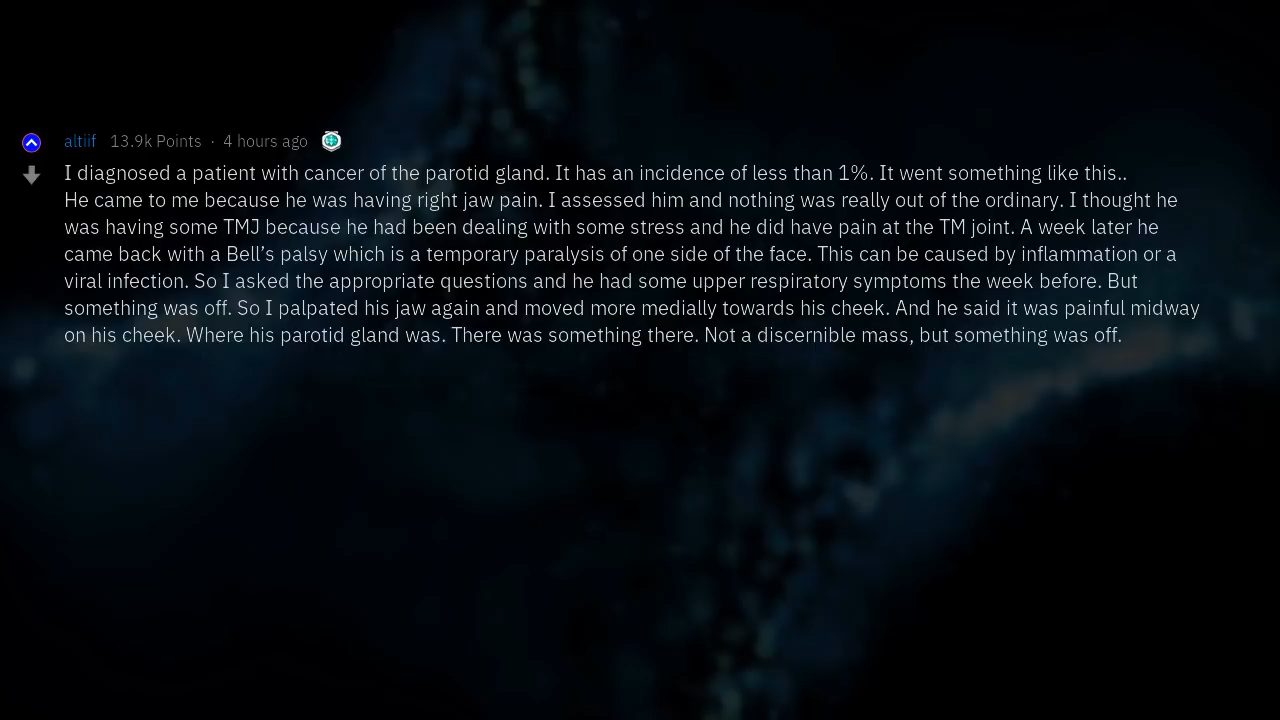 altiif 13.9k Points · 4 hours ago
I diagnosed a patient with cancer of the parotid gland. It has an incidence of less than 1%. It went something like this..
He came to me because he was having right jaw pain. I assessed him and nothing was really out of the ordinary. I thought he
was having some TMJ because he had been dealing with some stress and he did have pain at the TM joint. A week later he
came back with a Bell’s palsy which is a temporary paralysis of one side of the face. This can be caused by inflammation or a
viral infection. So I asked the appropriate questions and he had some upper respiratory symptoms the week before. But
something was off. So I palpated his jaw again and moved more medially towards his cheek. And he said it was painful midway
on his cheek. Where his parotid gland was. There was something there. Not a discernible mass, but something was off.